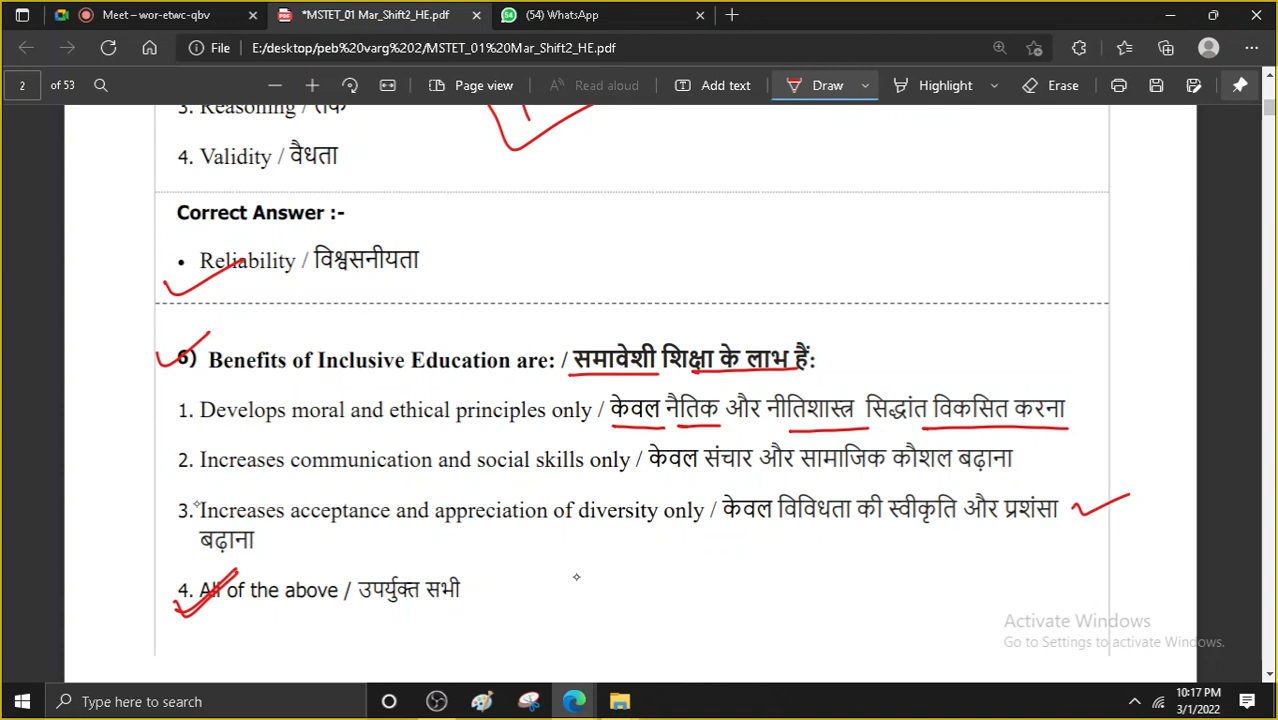 Meet – wor-etwc-qbv
*MSTET_01 Mar_Shift2_HE.pdf
(54) WhatsApp
File E:/desktop/peb%20varg%202/MSTET_01%20Mar_Shift2_HE.pdf
2 of 53 Page view Read aloud Add text Draw Highlight Erase
3. Reasoning / तर्क
4. Validity / वैधता
Correct Answer :-
• Reliability / विश्वसनीयता
6) Benefits of Inclusive Education are: / समावेशी शिक्षा के लाभ हैं:
1. Develops moral and ethical principles only / केवल नैतिक और नीतिशास्त्र सिद्धांत विकसित करना
2. Increases communication and social skills only / केवल संचार और सामाजिक कौशल बढ़ाना
3. Increases acceptance and appreciation of diversity only / केवल विविधता की स्वीकृति और प्रशंसा
बढ़ाना
4. All of the above / उपर्युक्त सभी
Activate Windows
Go to Settings to activate Windows.
Type here to search
10:17 PM
3/1/2022